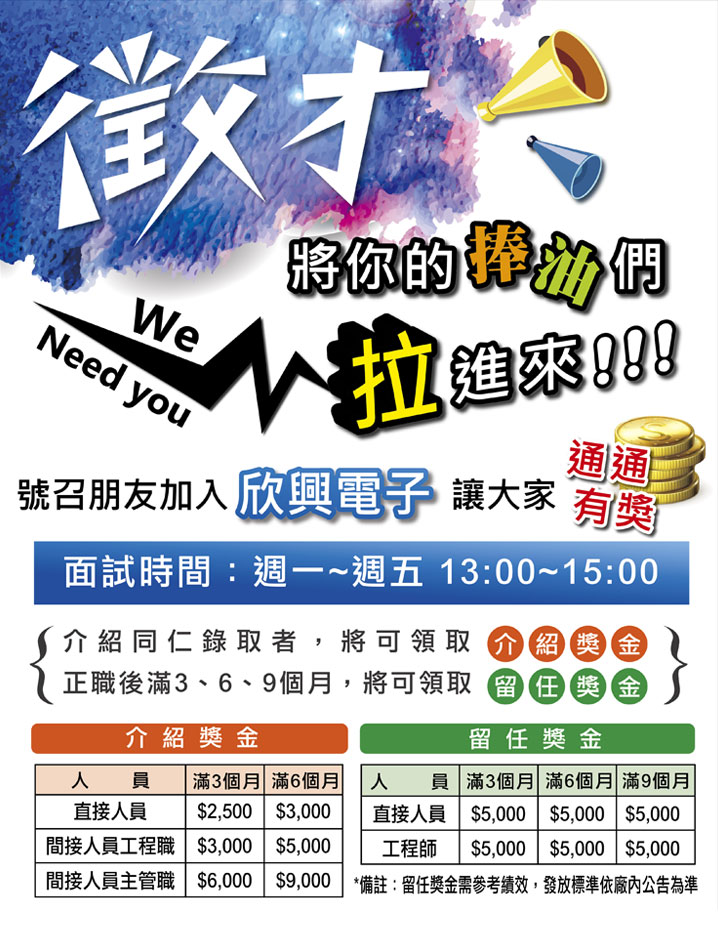 徵才
將你的捧油們
We
Need you
拉進來!!!
號召朋友加入欣興電子 讓大家 通通有獎
面試時間：週一~週五 13:00~15:00
介紹同仁錄取者，將可領取 介紹獎金
正職後滿3、6、9個月，將可領取 留任獎金
介紹獎金
人員 滿3個月 滿6個月
直接人員 $2,500 $3,000
間接人員工程職 $3,000 $5,000
間接人員主管職 $6,000 $9,000
留任獎金
人員 滿3個月 滿6個月 滿9個月
直接人員 $5,000 $5,000 $5,000
工程師 $5,000 $5,000 $5,000
*備註：留任獎金需參考績效，發放標準依廠內公告為準